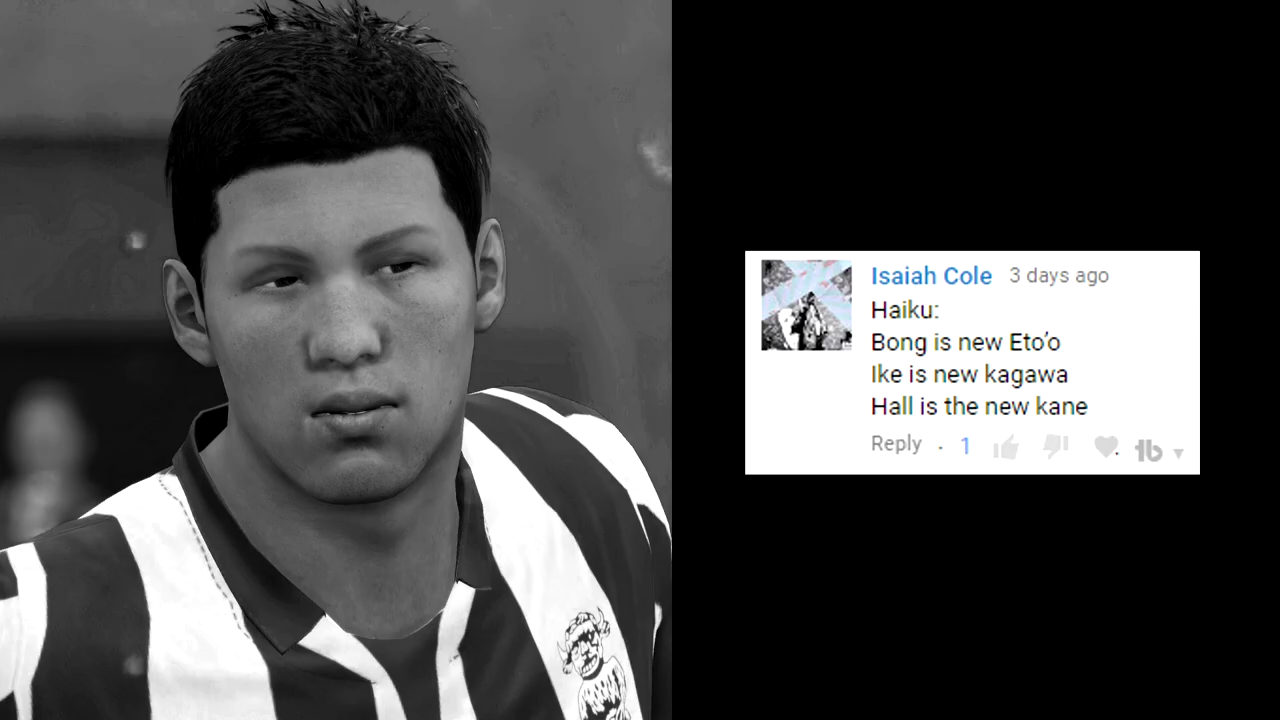 Isaiah Cole 3 days ago
Haiku:
Bong is new Eto’o
Ike is new kagawa
Hall is the new kane
Reply . 1